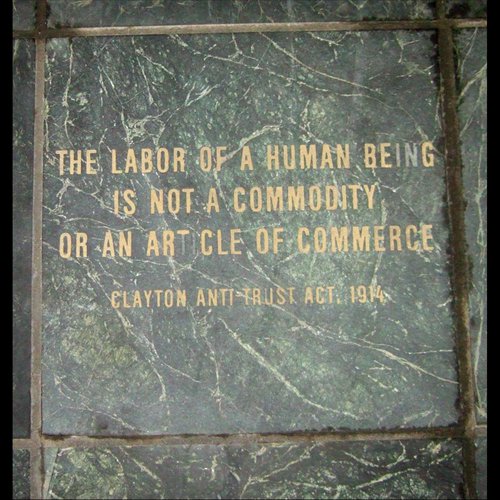 THE LABOR OF A HUMAN BEING
IS NOT A COMMODITY
OR AN ART CLE OF COMMERCE
CLAYTON ANTI-TRUST ACT, 1914